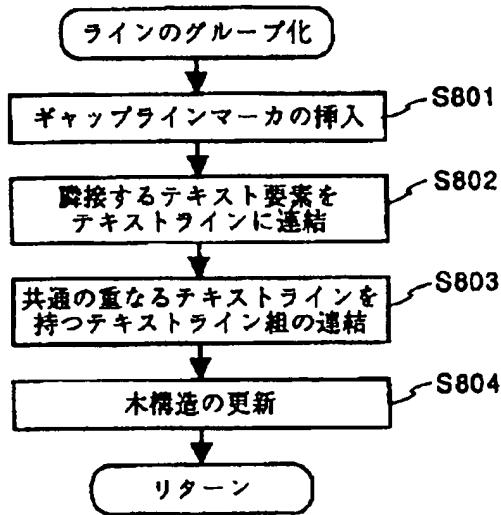 ラインのグループ化
ギャップラインマーカの挿入
S801
隣接するテキスト要素を
テキストラインに連結
S802
共通の重なるテキストラインを
持つテキストライン組の連結
S803
木構造の更新
S804
リターン